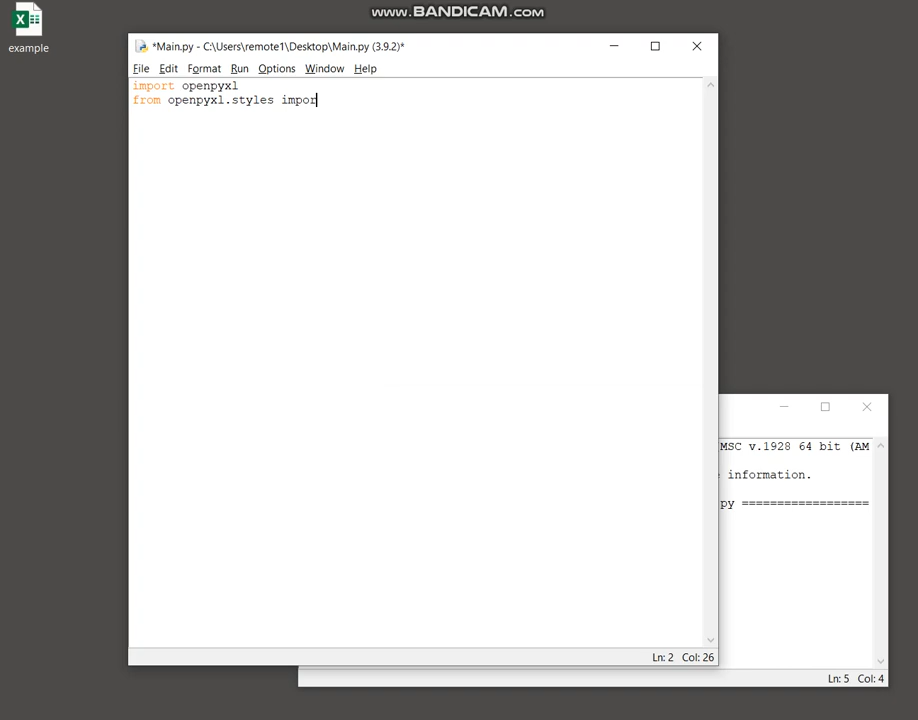 www.BANDICAM.com
example
*Main.py - C:\Users\remote1\Desktop\Main.py (3.9.2)*
File Edit Format Run Options Window Help
import openpyxl
from openpyxl.styles impor
MSC v.1928 64 bit (AM
information.
py ==================
Ln: 2 Col: 26
Ln: 5 Col: 4